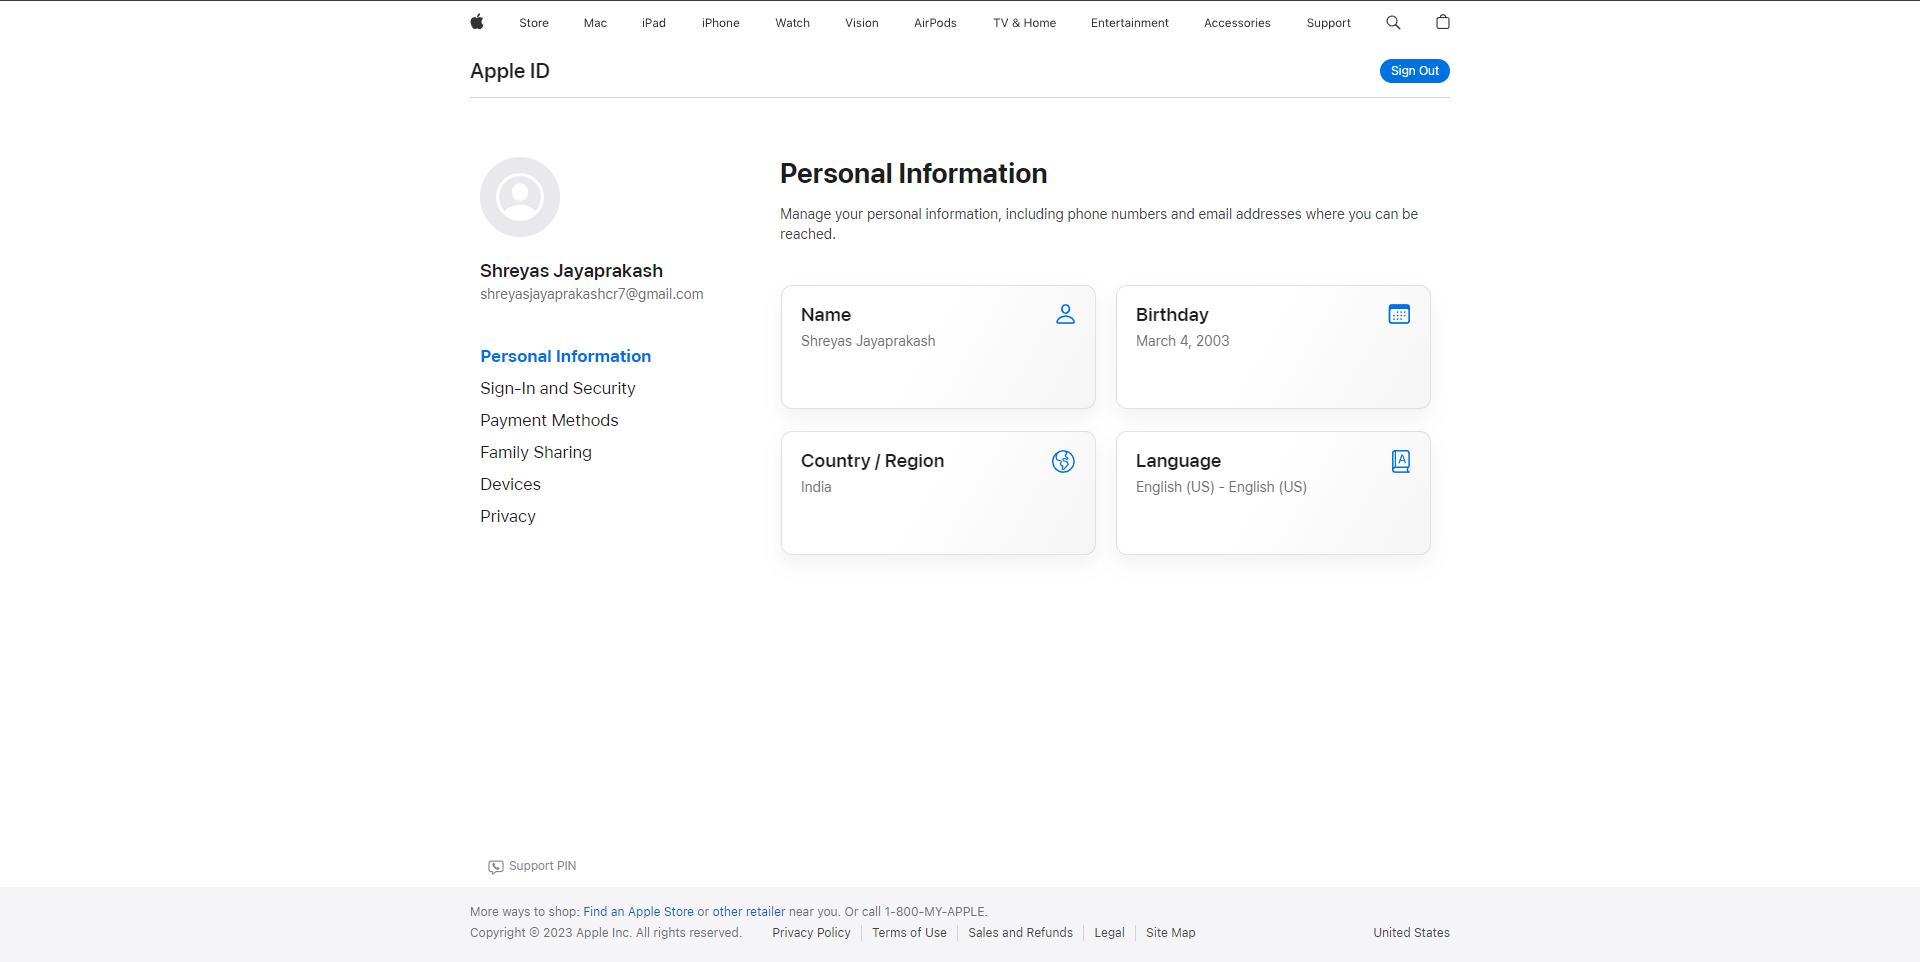 Store Mac iPad iPhone Watch Vision AirPods TV & Home Entertainment Accessories Support
Apple ID
Sign Out
Shreyas Jayaprakash
shreyasjayaprakashcr7@gmail.com
Personal Information
Sign-In and Security
Payment Methods
Family Sharing
Devices
Privacy
Personal Information
Manage your personal information, including phone numbers and email addresses where you can be
reached.
Name
Shreyas Jayaprakash
Birthday
March 4, 2003
Country / Region
India
Language
A
English (US) - English (US)
Support PIN
More ways to shop: Find an Apple Store or other retailer near you. Or call 1-800-MY-APPLE.
Copyright © 2023 Apple Inc. All rights reserved. Privacy Policy Terms of Use Sales and Refunds Legal Site Map United States